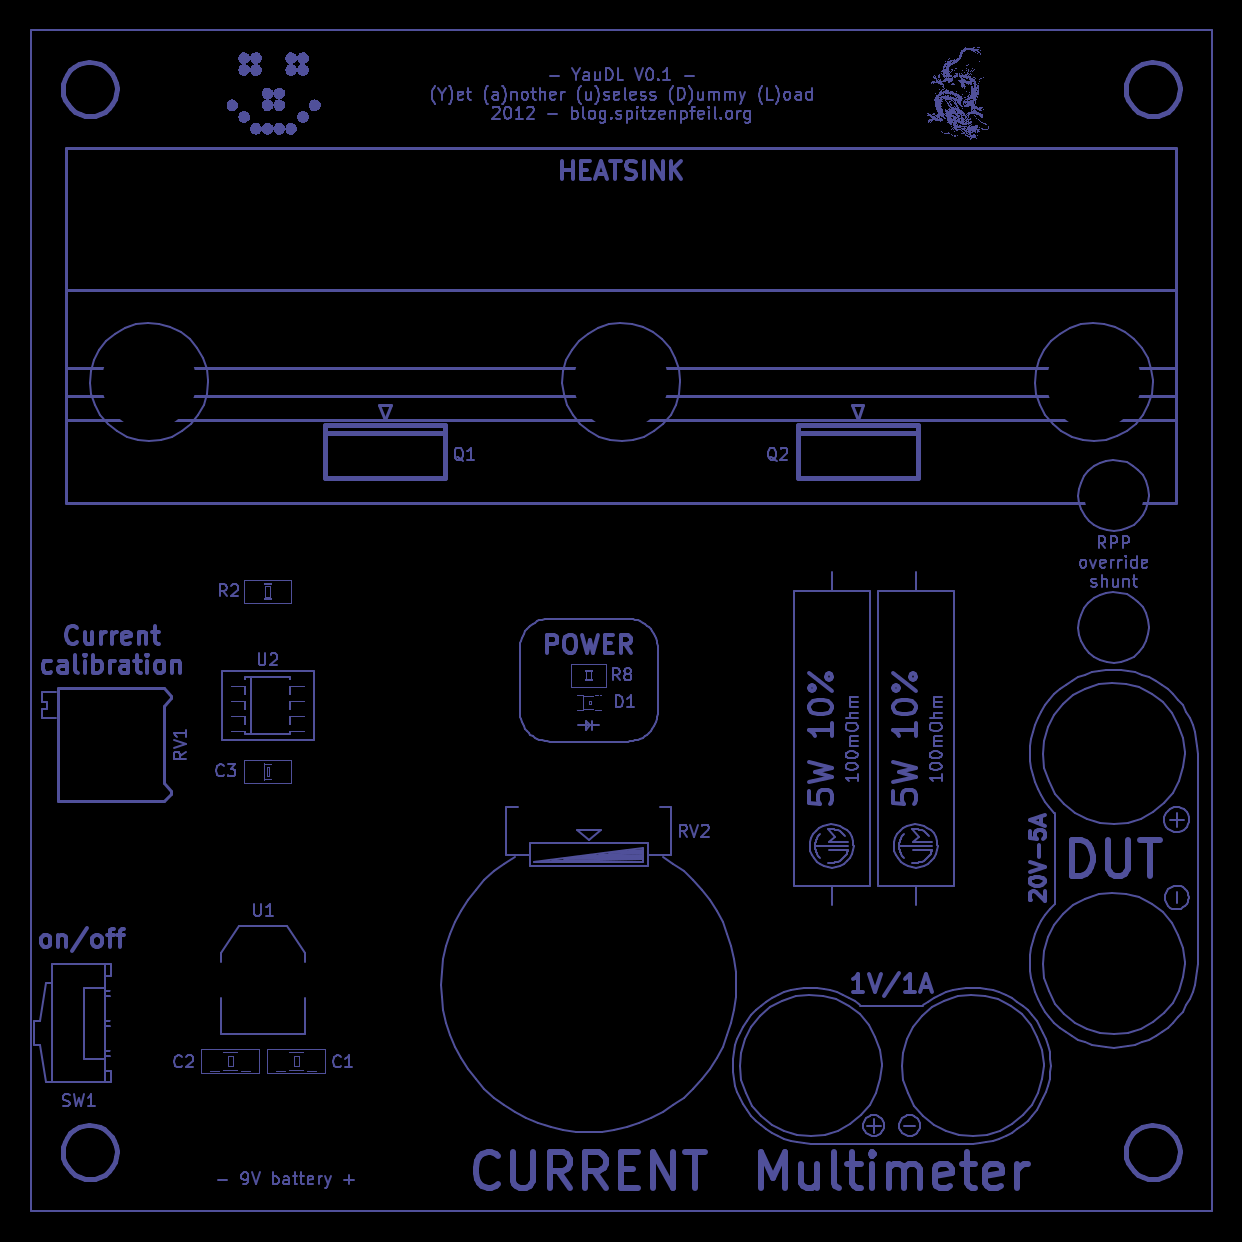 - YauDL V0.1 -
(Y)et (a)nother (u)seless (D)ummy (L)oad
2012 - blog.spitzenpfeil.org
HEATSINK
Q1
Q2
RPP
override
shunt
R2
Current
calibration
U2
RV1
C3
POWER
R8
D1
5W 10%
100mOhm
5W 10%
100mOhm
RV2
20V-5A
DUT
+
-
U1
on/off
1V/1A
C2
C1
SW1
+
-
CURRENT
Multimeter
- 9V battery +